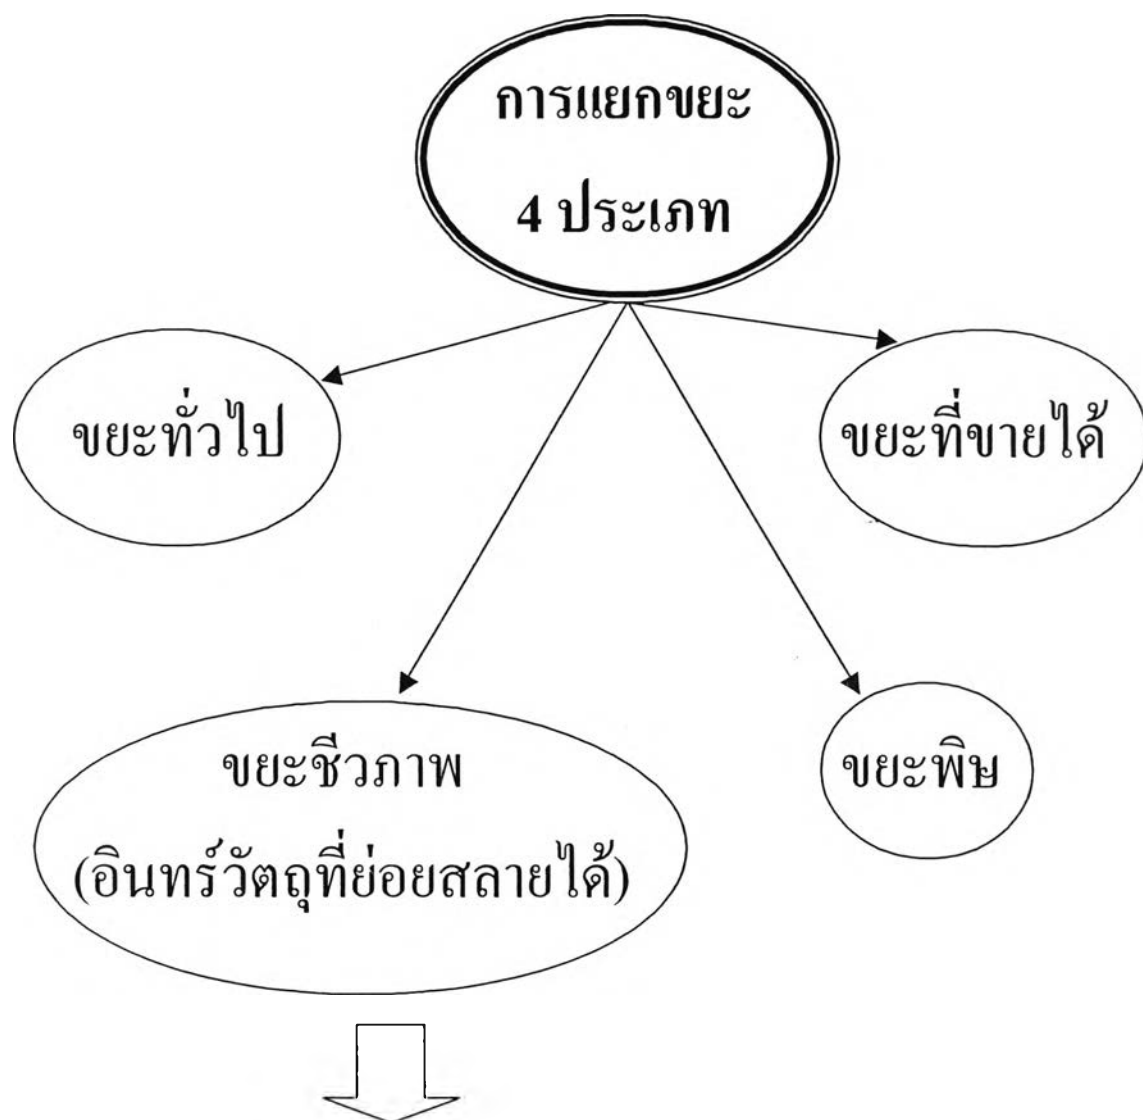 การแยกขยะ
4 ประเภท
ขยะทั่วไป
ขยะที่ขายได้
ขยะชีวภาพ
(อินทร์วัตถุที่ย่อยสลายได้)
ขยะพิษ